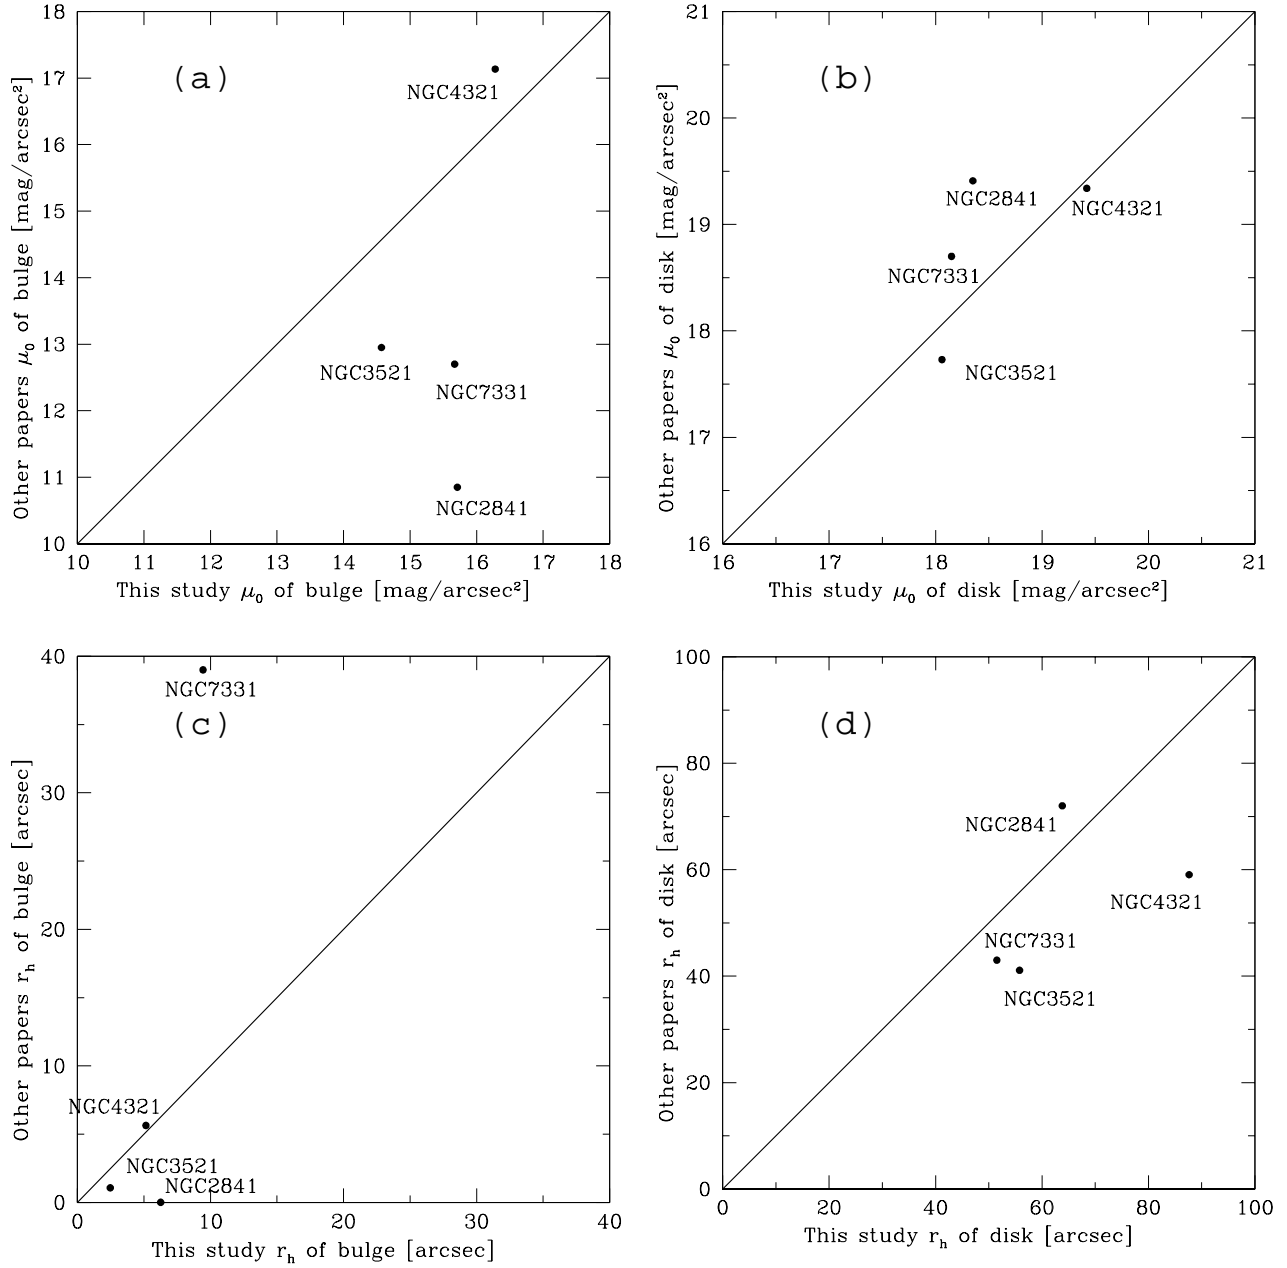 18
17
16
15
14
13
12
11
10
Other papers μ₀ of bulge [mag/arcsec²]
(a)
NGC4321
NGC3521
NGC7331
NGC2841
10 11 12 13 14 15 16 17 18
This study μ₀ of bulge [mag/arcsec²]
21
20
19
18
17
16
Other papers μ₀ of disk [mag/arcsec²]
(b)
NGC2841
NGC4321
NGC7331
NGC3521
16 17 18 19 20 21
This study μ₀ of disk [mag/arcsec²]
40
30
20
10
0
Other papers rₕ of bulge [arcsec]
NGC7331
(c)
NGC4321
NGC3521
NGC2841
0 10 20 30 40
This study rₕ of bulge [arcsec]
100
80
60
40
20
0
Other papers rₕ of disk [arcsec]
(d)
NGC2841
NGC4321
NGC7331
NGC3521
0 20 40 60 80 100
This study rₕ of disk [arcsec]